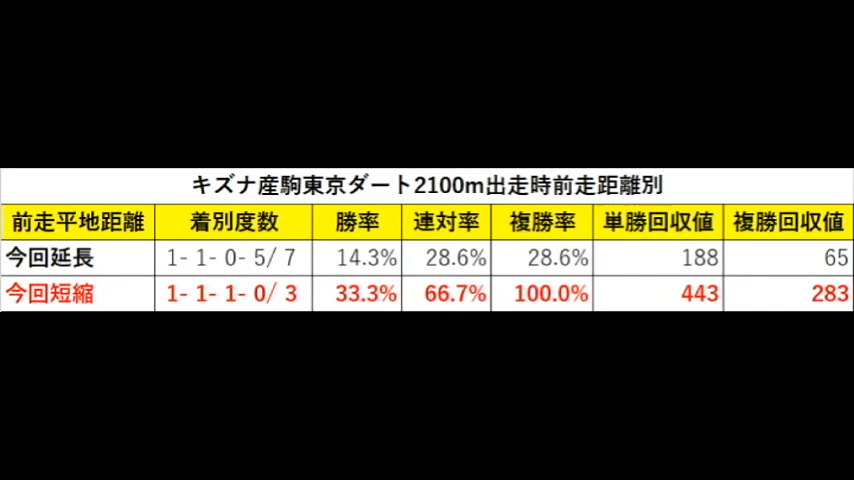 キズナ産駒東京ダート2100m出走時前走距離別
前走平地距離 着別度数 勝率 連対率 複勝率 単勝回収値 複勝回収値
今回延長 1- 1- 0- 5/ 7 14.3% 28.6% 28.6% 188 65
今回短縮 1- 1- 1- 0/ 3 33.3% 66.7% 100.0% 443 283